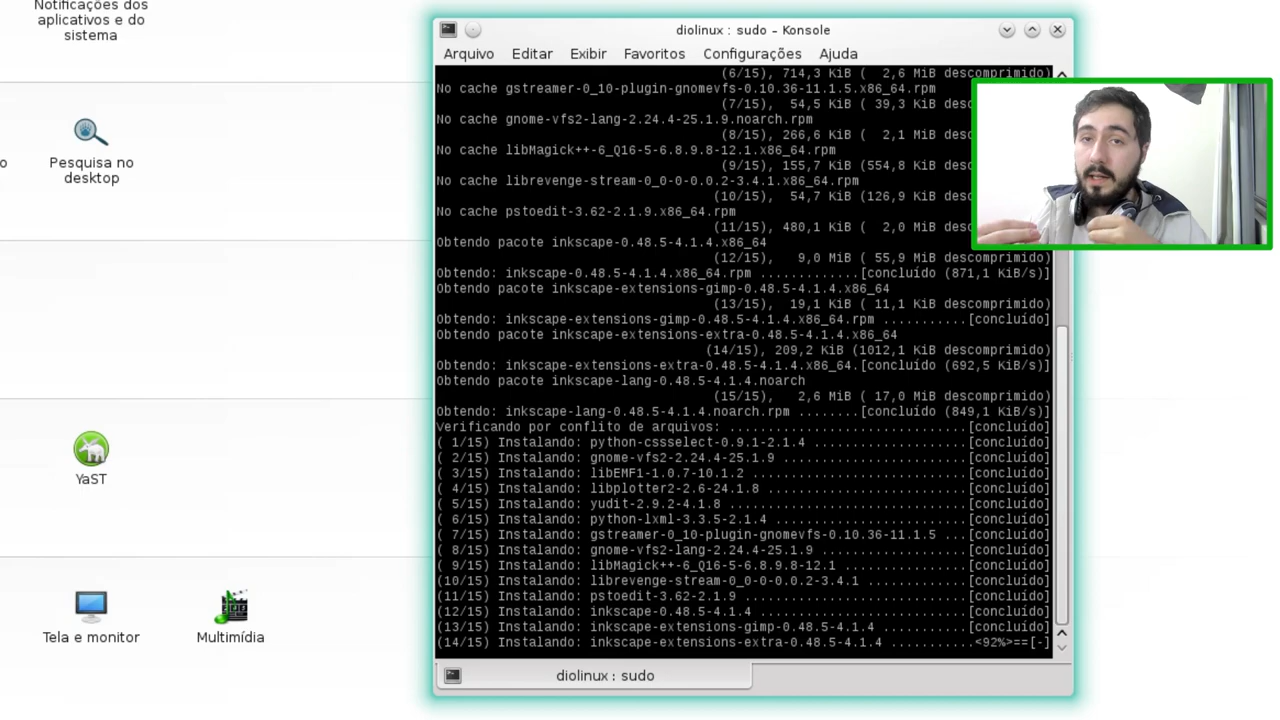 Notificações dos
aplicativos e do
sistema
o
Pesquisa no
desktop
YaST
Tela e monitor
Multimídia
diolinux : sudo – Konsole
Arquivo Editar Exibir Favoritos Configurações Ajuda
(6/15), 714,3 KiB (  2,6 MiB descomprimido)
No cache gstreamer-0_10-plugin-gnomevfs-0.10.36-11.1.5.x86_64.rpm
(7/15),  54,5 KiB ( 39,3 KiB desc
No cache gnome-vfs2-lang-2.24.4-25.1.9.noarch.rpm
(8/15), 266,6 KiB (  2,1 MiB desc
No cache libMagick++-6_Q16-5-6.8.9.8-12.1.x86_64.rpm
(9/15), 155,7 KiB (554,8 KiB desc
No cache librevenge-stream-0_0-0-0.0.2-3.4.1.x86_64.rpm
(10/15),  54,7 KiB (126,9 KiB desc
No cache pstoedit-3.62-2.1.9.x86_64.rpm
(11/15), 480,1 KiB (  2,0 MiB desc
Obtendo pacote inkscape-0.48.5-4.1.4.x86_64
(12/15),   9,0 MiB ( 55,9 MiB descomprimido)
Obtendo: inkscape-0.48.5-4.1.4.x86_64.rpm .............[concluído (871,1 KiB/s)]
Obtendo pacote inkscape-extensions-gimp-0.48.5-4.1.4.x86_64
(13/15),  19,1 KiB ( 11,1 KiB descomprimido)
Obtendo: inkscape-extensions-gimp-0.48.5-4.1.4.x86_64.rpm ...........[concluído]
Obtendo pacote inkscape-extensions-extra-0.48.5-4.1.4.x86_64
(14/15), 209,2 KiB (1012,1 KiB descomprimido)
Obtendo: inkscape-extensions-extra-0.48.5-4.1.4.x86_64.[concluído (692,5 KiB/s)]
Obtendo pacote inkscape-lang-0.48.5-4.1.4.noarch
(15/15),   2,6 MiB ( 17,0 MiB descomprimido)
Obtendo: inkscape-lang-0.48.5-4.1.4.noarch.rpm ........[concluído (849,1 KiB/s)]
Verificando por conflito de arquivos: ...............................[concluído]
( 1/15) Instalando: python-cssselect-0.9.1-2.1.4 .....................[concluído]
( 2/15) Instalando: gnome-vfs2-2.24.4-25.1.9 .........................[concluído]
( 3/15) Instalando: libEMF1-1.0.7-10.1.2 .............................[concluído]
( 4/15) Instalando: libplotter2-2.6-24.1.8 ...........................[concluído]
( 5/15) Instalando: yudit-2.9.2-4.1.8 ................................[concluído]
( 6/15) Instalando: python-lxml-3.3.5-2.1.4 ..........................[concluído]
( 7/15) Instalando: gstreamer-0_10-plugin-gnomevfs-0.10.36-11.1.5 ...[concluído]
( 8/15) Instalando: gnome-vfs2-lang-2.24.4-25.1.9 ....................[concluído]
( 9/15) Instalando: libMagick++-6_Q16-5-6.8.9.8-12.1 .................[concluído]
(10/15) Instalando: librevenge-stream-0_0-0-0.0.2-3.4.1 ..............[concluído]
(11/15) Instalando: pstoedit-3.62-2.1.9 ..............................[concluído]
(12/15) Instalando: inkscape-0.48.5-4.1.4 ............................[concluído]
(13/15) Instalando: inkscape-extensions-gimp-0.48.5-4.1.4 ............[concluído]
(14/15) Instalando: inkscape-extensions-extra-0.48.5-4.1.4 ...........<92%>==[-]
diolinux : sudo